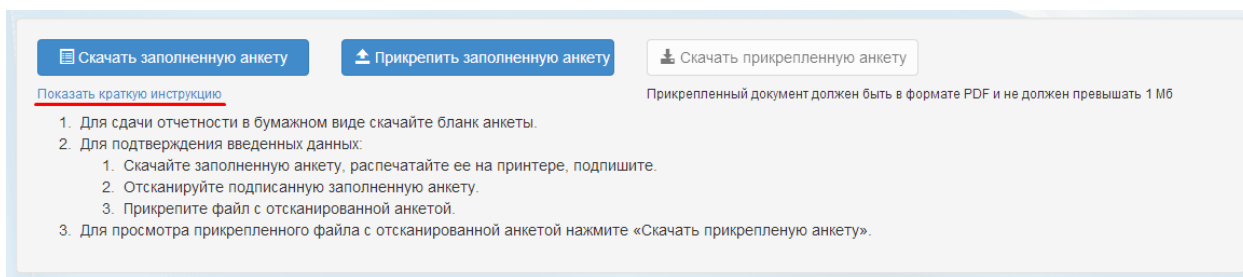 Скачать заполненную анкету Прикрепить заполненную анкету Скачать прикрепленную анкету
Показать краткую инструкцию Прикрепленный документ должен быть в формате PDF и не должен превышать 1 Мб
1. Для сдачи отчетности в бумажном виде скачайте бланк анкеты.
2. Для подтверждения введенных данных:
1. Скачайте заполненную анкету, распечатайте ее на принтере, подпишите.
2. Отсканируйте подписанную заполненную анкету.
3. Прикрепите файл с отсканированной анкетой.
3. Для просмотра прикрепленного файла с отсканированной анкетой нажмите «Скачать прикрепленую анкету».